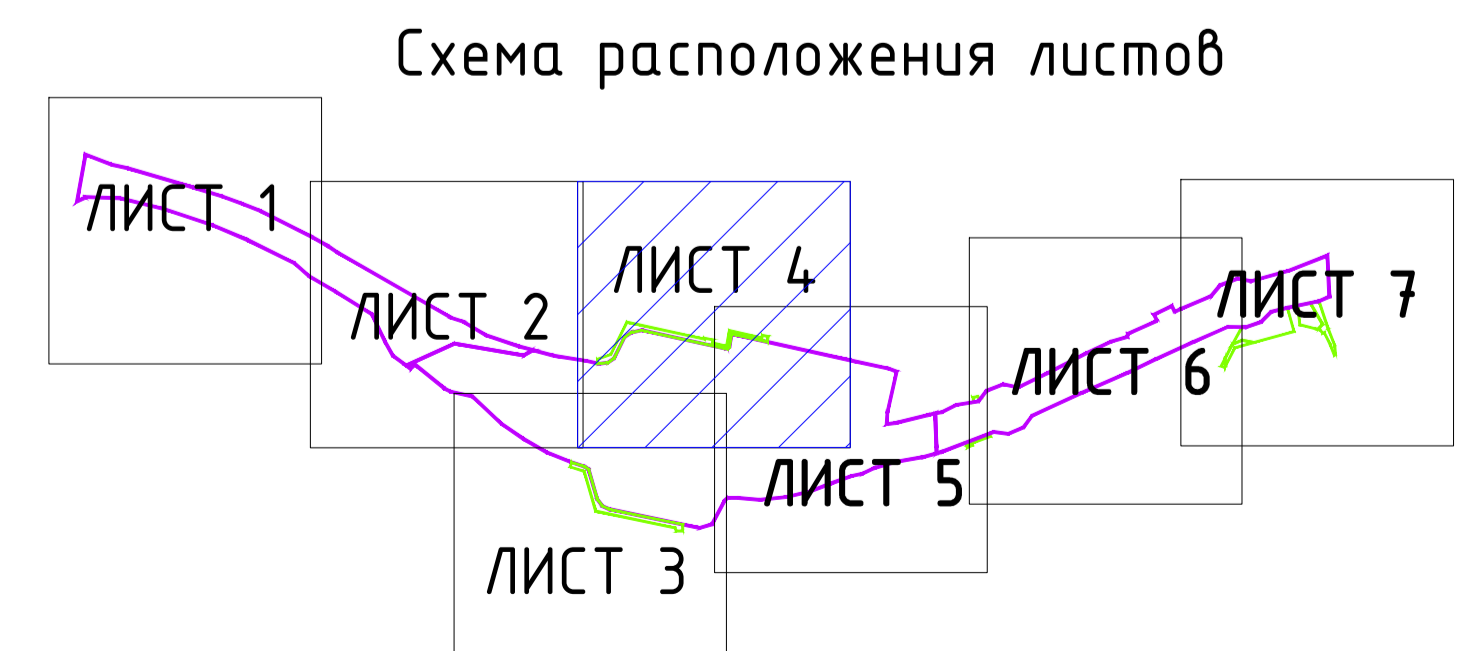 Схема расположения листов
ЛИСТ 1
ЛИСТ 2
ЛИСТ 4
ЛИСТ 7
ЛИСТ 6
ЛИСТ 5
ЛИСТ 3